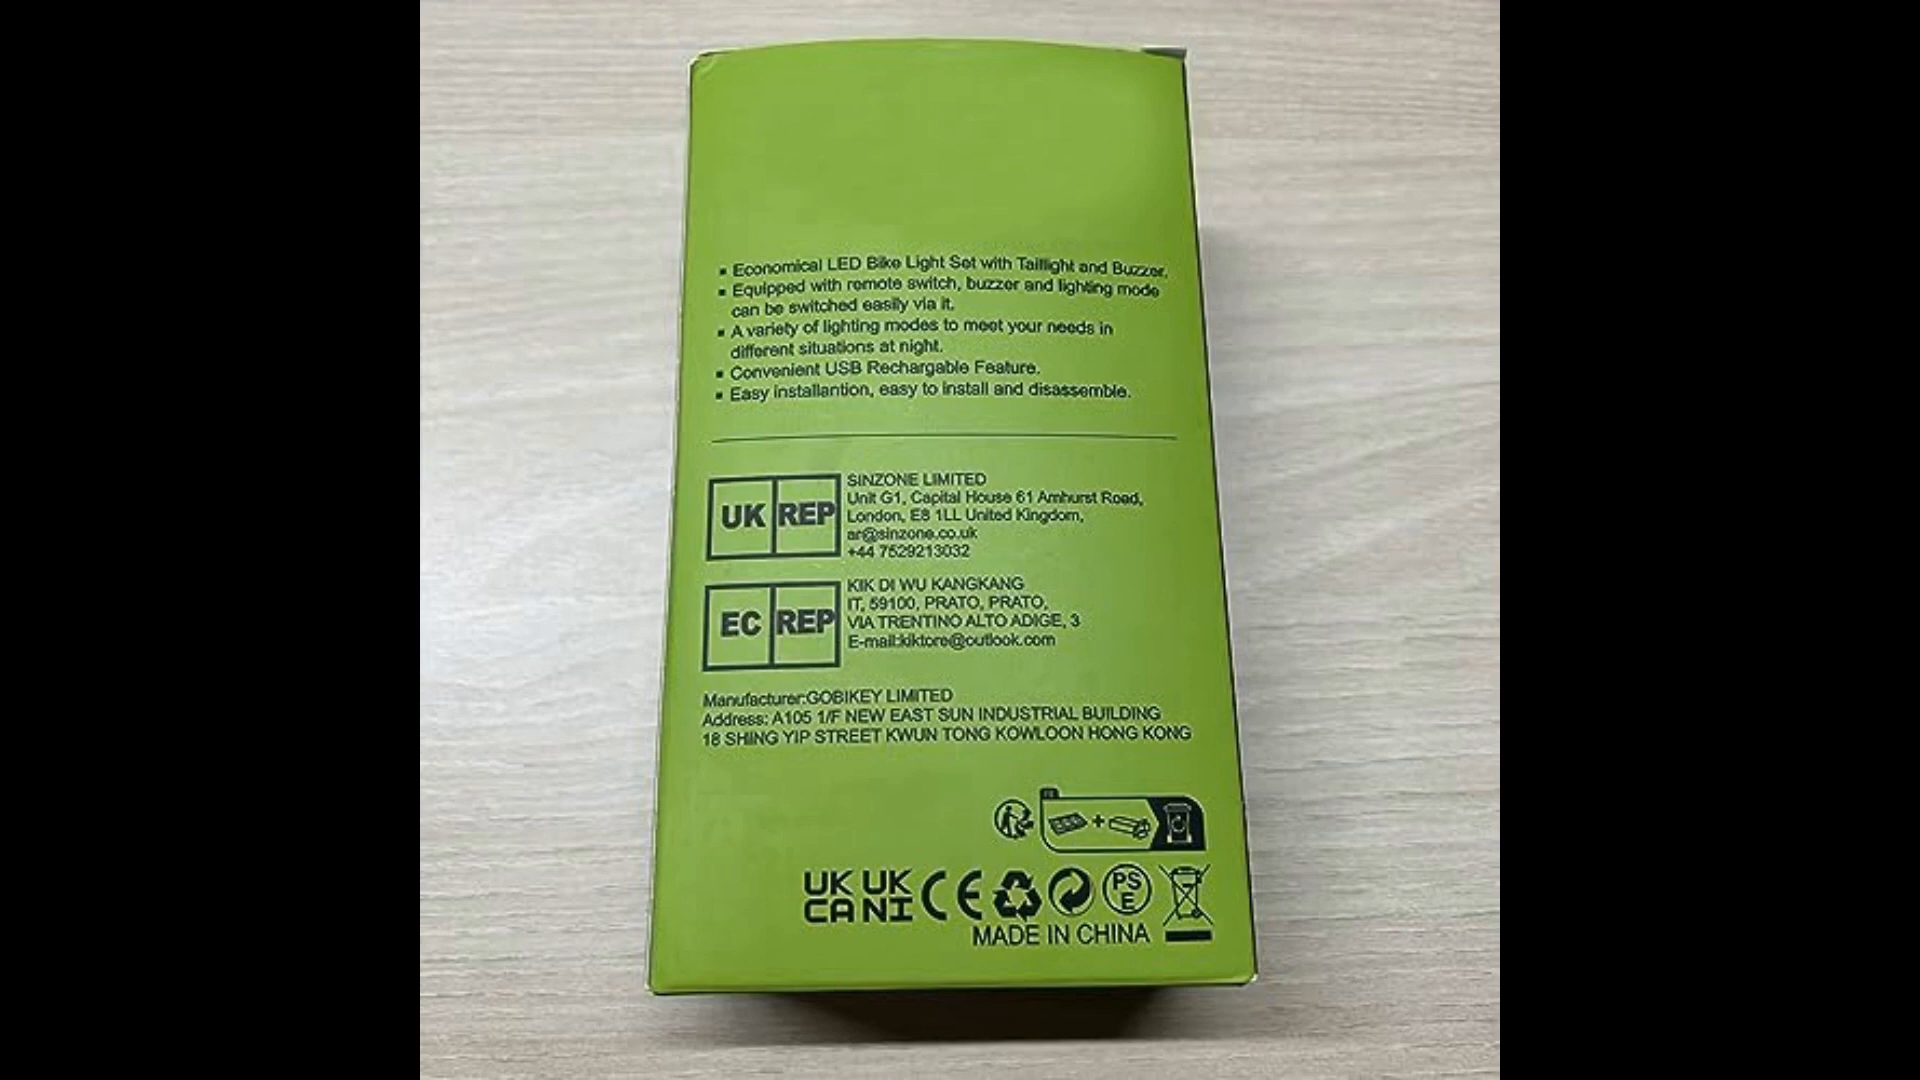 ▪ Economical LED Bike Light Set with Taillight and Buzzer.
▪ Equipped with remote switch, buzzer and lighting mode
can be switched easily via it.
▪ A variety of lighting modes to meet your needs in
different situations at night.
▪ Convenient USB Rechargable Feature.
▪ Easy installantion, easy to install and disassemble.
UK REP
SINZONE LIMITED
Unit G1, Capital House 61 Amhurst Road,
London, E8 1LL United Kingdom,
ar@sinzone.co.uk
+44 7529213032
EC REP
KIK DI WU KANGKANG
IT, 59100, PRATO, PRATO,
VIA TRENTINO ALTO ADIGE, 3
E-mail:kiktore@outlook.com
Manufacturer:GOBIKEY LIMITED
Address: A105 1/F NEW EAST SUN INDUSTRIAL BUILDING
18 SHING YIP STREET KWUN TONG KOWLOON HONG KONG
FR
UK UK
CA NI
CE
PS
E
MADE IN CHINA